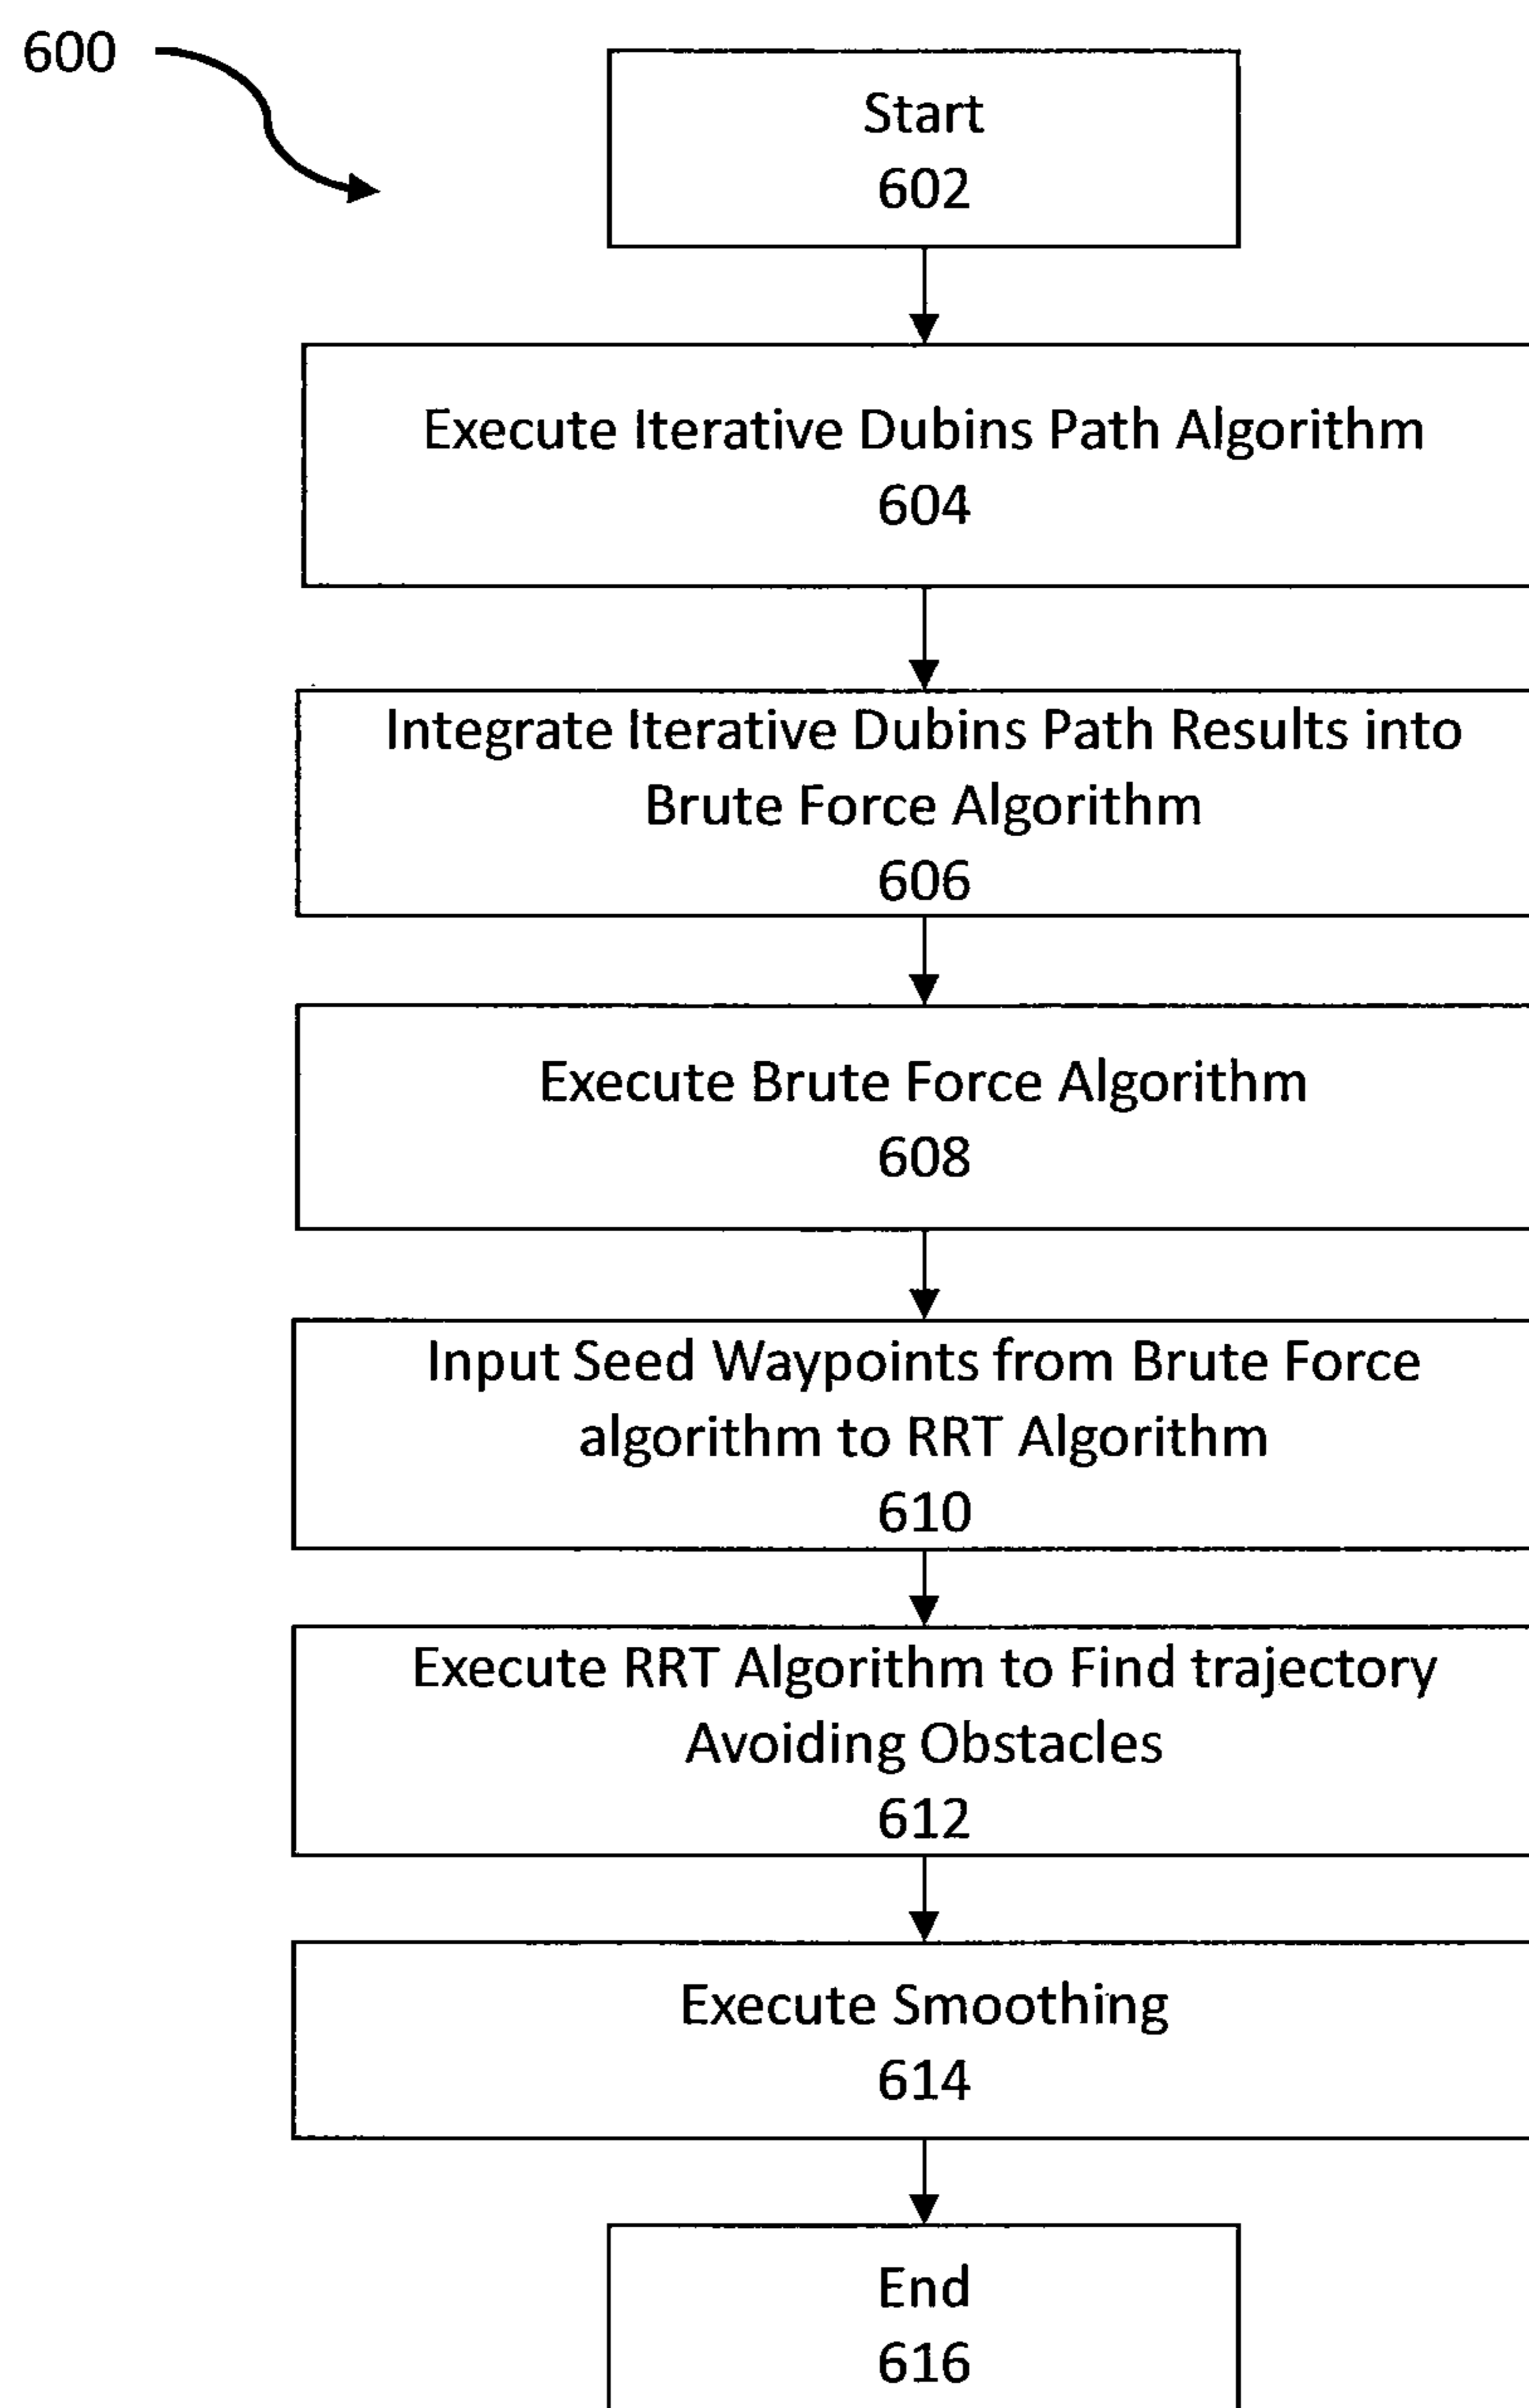 600
Start
602
Execute Iterative Dubins Path Algorithm
604
Integrate Iterative Dubins Path Results into
Brute Force Algorithm
606
Execute Brute Force Algorithm
608
Input Seed Waypoints from Brute Force
algorithm to RRT Algorithm
610
Execute RRT Algorithm to Find trajectory
Avoiding Obstacles
612
Execute Smoothing
614
End
616